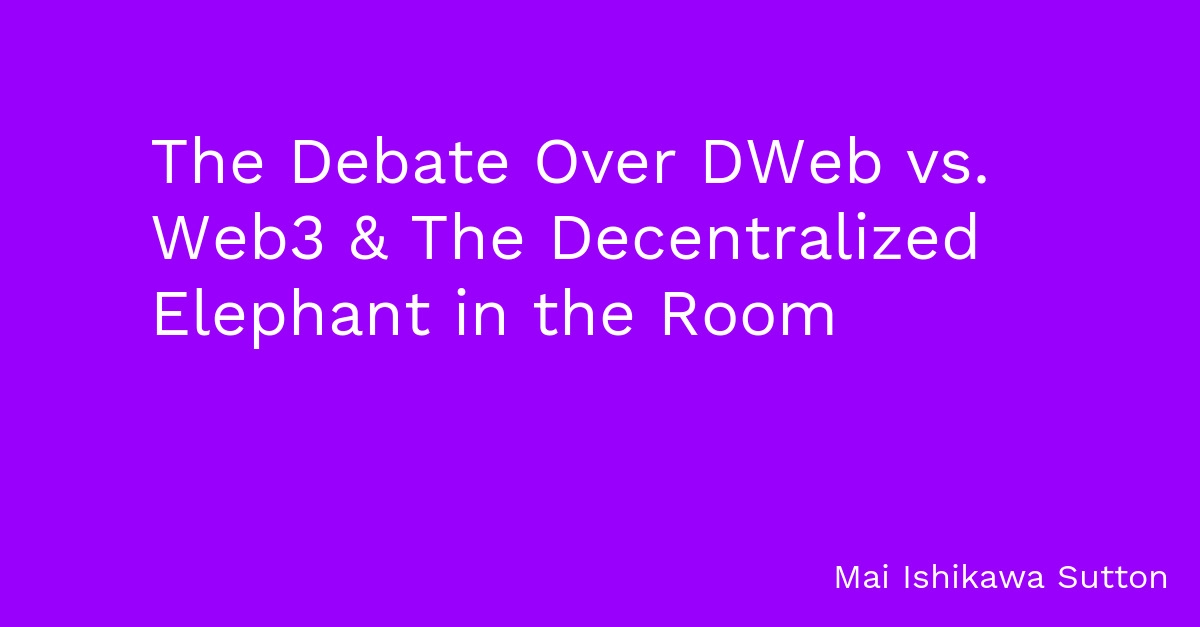 The Debate Over DWeb vs.
Web3 & The Decentralized
Elephant in the Room
Mai Ishikawa Sutton